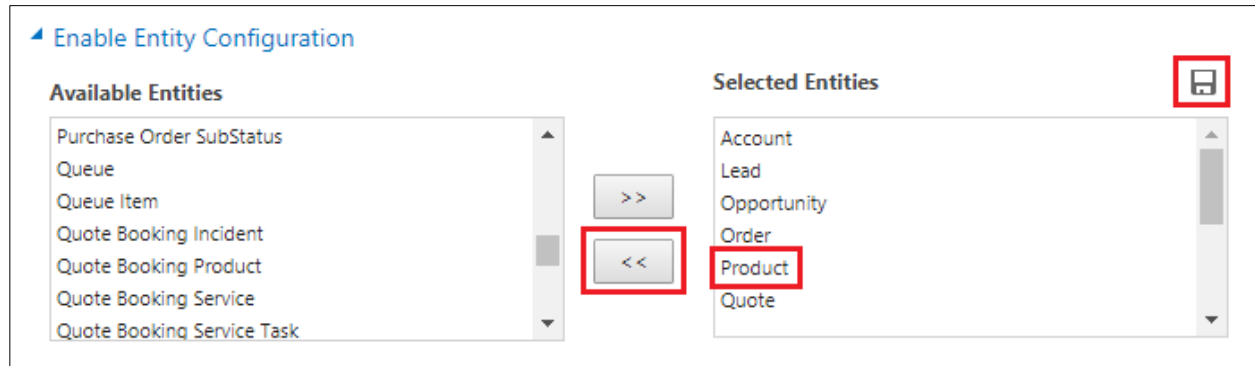 Enable Entity Configuration
Available Entities
Purchase Order SubStatus
Queue
Queue Item
Quote Booking Incident
Quote Booking Product
Quote Booking Service
Quote Booking Service Task
>>
<<
Selected Entities
Account
Lead
Opportunity
Order
Product
Quote